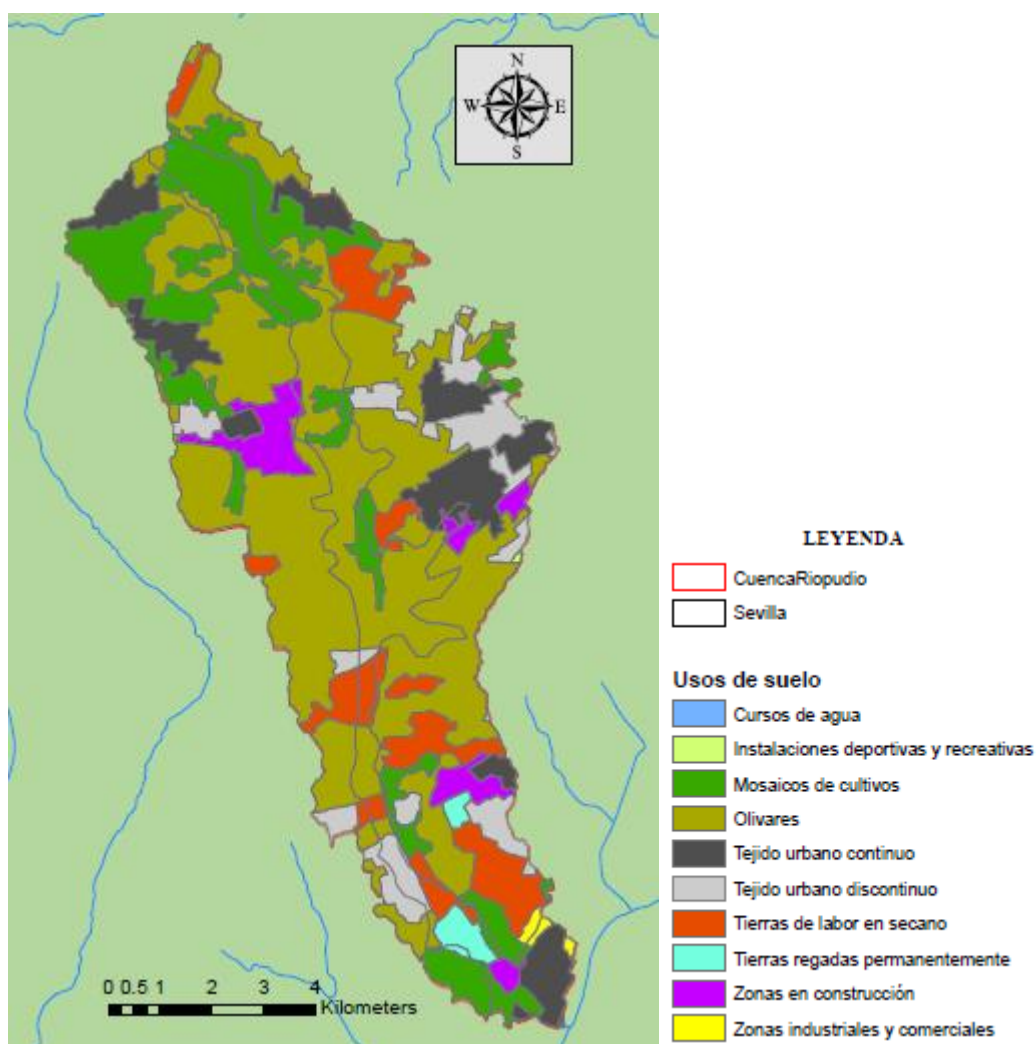 N
W E
S
LEYENDA
CuencaRiopudio
Sevilla
Usos de suelo
Cursos de agua
Instalaciones deportivas y recreativas
Mosaicos de cultivos
Olivares
Tejido urbano continuo
Tejido urbano discontinuo
Tierras de labor en secano
Tierras regadas permanentemente
Zonas en construcción
Zonas industriales y comerciales
0 0.5 1 2 3 4
Kilometers